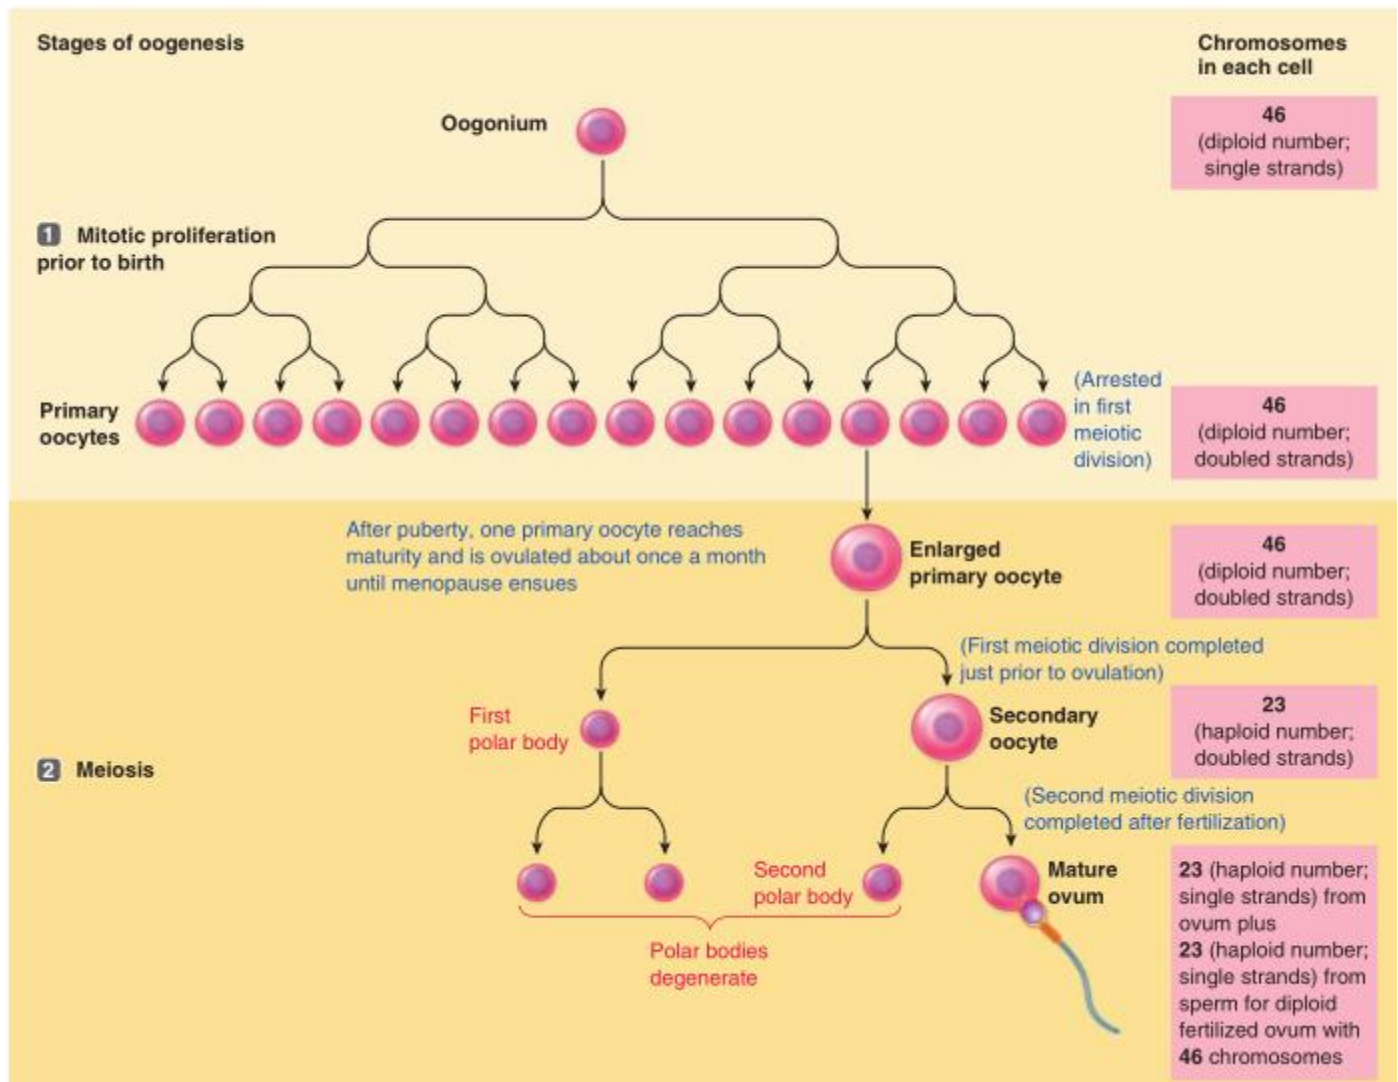 Stages of oogenesis
Chromosomes
in each cell
Oogonium
46
(diploid number;
single strands)
1 Mitotic proliferation
prior to birth
Primary
oocytes
(Arrested
in first
meiotic
division)
46
(diploid number;
doubled strands)
After puberty, one primary oocyte reaches
maturity and is ovulated about once a month
until menopause ensues
Enlarged
primary oocyte
46
(diploid number;
doubled strands)
(First meiotic division completed
just prior to ovulation)
First
polar body
Secondary
oocyte
23
(haploid number;
doubled strands)
2 Meiosis
(Second meiotic division
completed after fertilization)
Second
polar body
Mature
ovum
23 (haploid number;
single strands) from
ovum plus
23 (haploid number;
single strands) from
sperm for diploid
fertilized ovum with
46 chromosomes
Polar bodies
degenerate